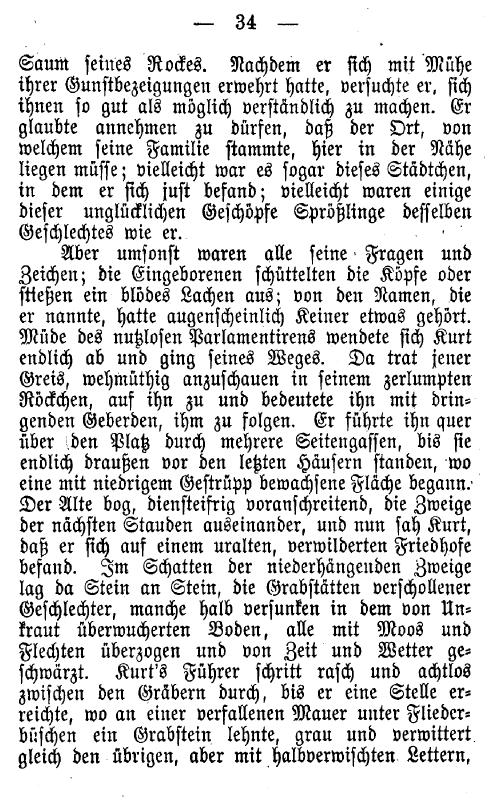 — 34 —
Saum seines Rockes. Nachdem er sich mit Mühe
ihrer Gunstbezeigungen erwehrt hatte, versuchte er, sich
ihnen so gut als möglich verständlich zu machen. Er
glaubte annehmen zu dürfen, daß der Ort, von
welchem seine Familie stammte, hier in der Nähe
liegen müsse; vielleicht war es sogar dieses Städtchen,
in dem er sich just befand; vielleicht waren einige
dieser unglücklichen Geschöpfe Sprößlinge desselben
Geschlechtes wie er.
Aber umsonst waren alle seine Fragen und
Zeichen; die Eingeborenen schüttelten die Köpfe oder
stießen ein blödes Lachen aus; von den Namen, die
er nannte, hatte augenscheinlich Keiner etwas gehört.
Müde des nutzlosen Parlamentirens wendete sich Kurt
endlich ab und ging seines Weges. Da trat jener
Greis, wehmüthig anzuschauen in seinem zerlumpten
Röckchen, auf ihn zu und bedeutete ihn mit drin-
genden Geberden, ihm zu folgen. Er führte ihn quer
über den Platz durch mehrere Seitengassen, bis sie
endlich draußen vor den letzten Häusern standen, wo
eine mit niedrigem Gestrüpp bewachsene Fläche begann.
Der Alte bog, diensteifrig voranschreitend, die Zweige
der nächsten Stauden auseinander, und nun sah Kurt,
daß er sich auf einem uralten, verwilderten Friedhofe
befand. Im Schatten der niederhängenden Zweige
lag da Stein an Stein, die Grabstätten verschollener
Geschlechter, manche halb versunken in dem von Un-
kraut überwucherten Boden, alle mit Moos und
Flechten überzogen und von Zeit und Wetter ge-
schwärzt. Kurt's Führer schritt rasch und achtlos
zwischen den Gräbern durch, bis er eine Stelle er-
reichte, wo an einer verfallenen Mauer unter Flieder-
büschen ein Grabstein lehnte, grau und verwittert
gleich den übrigen, aber mit halbverwischten Lettern,